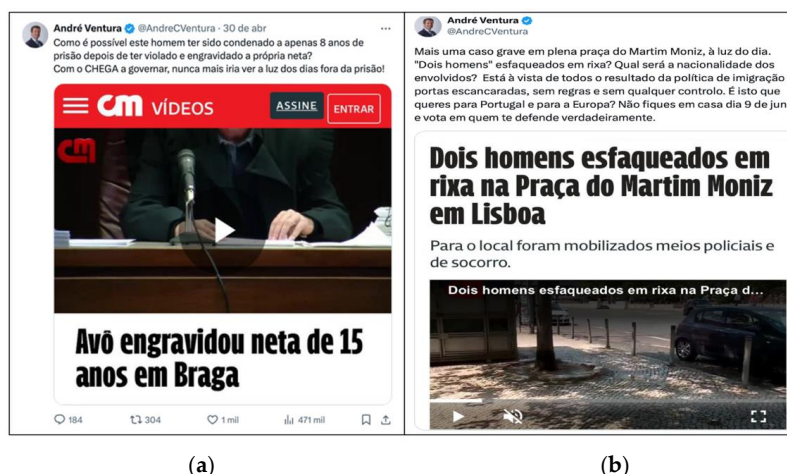 André Ventura @AndreCVentura · 30 de abr
Como é possível este homem ter sido condenado a apenas 8 anos de
prisão depois de ter violado e engravidado a própria neta?
Com o CHEGA a governar, nunca mais iria ver a luz dos dias fora da prisão!
cm VÍDEOS ASSINE ENTRAR
cm
Avô engravidou neta de 15
anos em Braga
184 304 1 mil 471 mil
(a)
André Ventura
@AndreCVentura
Mais uma caso grave em plena praça do Martim Moniz, à luz do dia.
"Dois homens" esfaqueados em rixa? Qual será a nacionalidade dos
envolvidos? Está à vista de todos o resultado da política de imigração
portas escancaradas, sem regras e sem qualquer controlo. É isto que
queres para Portugal e para a Europa? Não fiques em casa dia 9 de jun
e vota em quem te defende verdadeiramente.
Dois homens esfaqueados em
rixa na Praça do Martim Moniz
em Lisboa
Para o local foram mobilizados meios policiais e
de socorro.
Dois homens esfaqueados em rixa na Praça d...
(b)